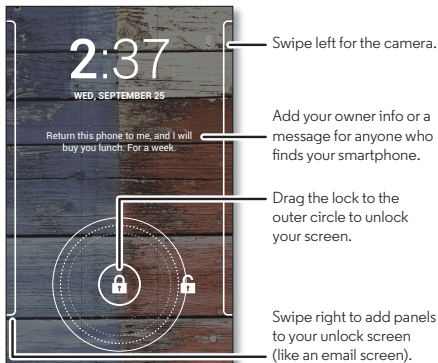 2:37
WED, SEPTEMBER 25
Return this phone to me, and I will
buy you lunch. For a week.
Swipe left for the camera.
Add your owner info or a
message for anyone who
finds your smartphone.
Drag the lock to the
outer circle to unlock
your screen.
Swipe right to add panels
to your unlock screen
(like an email screen).